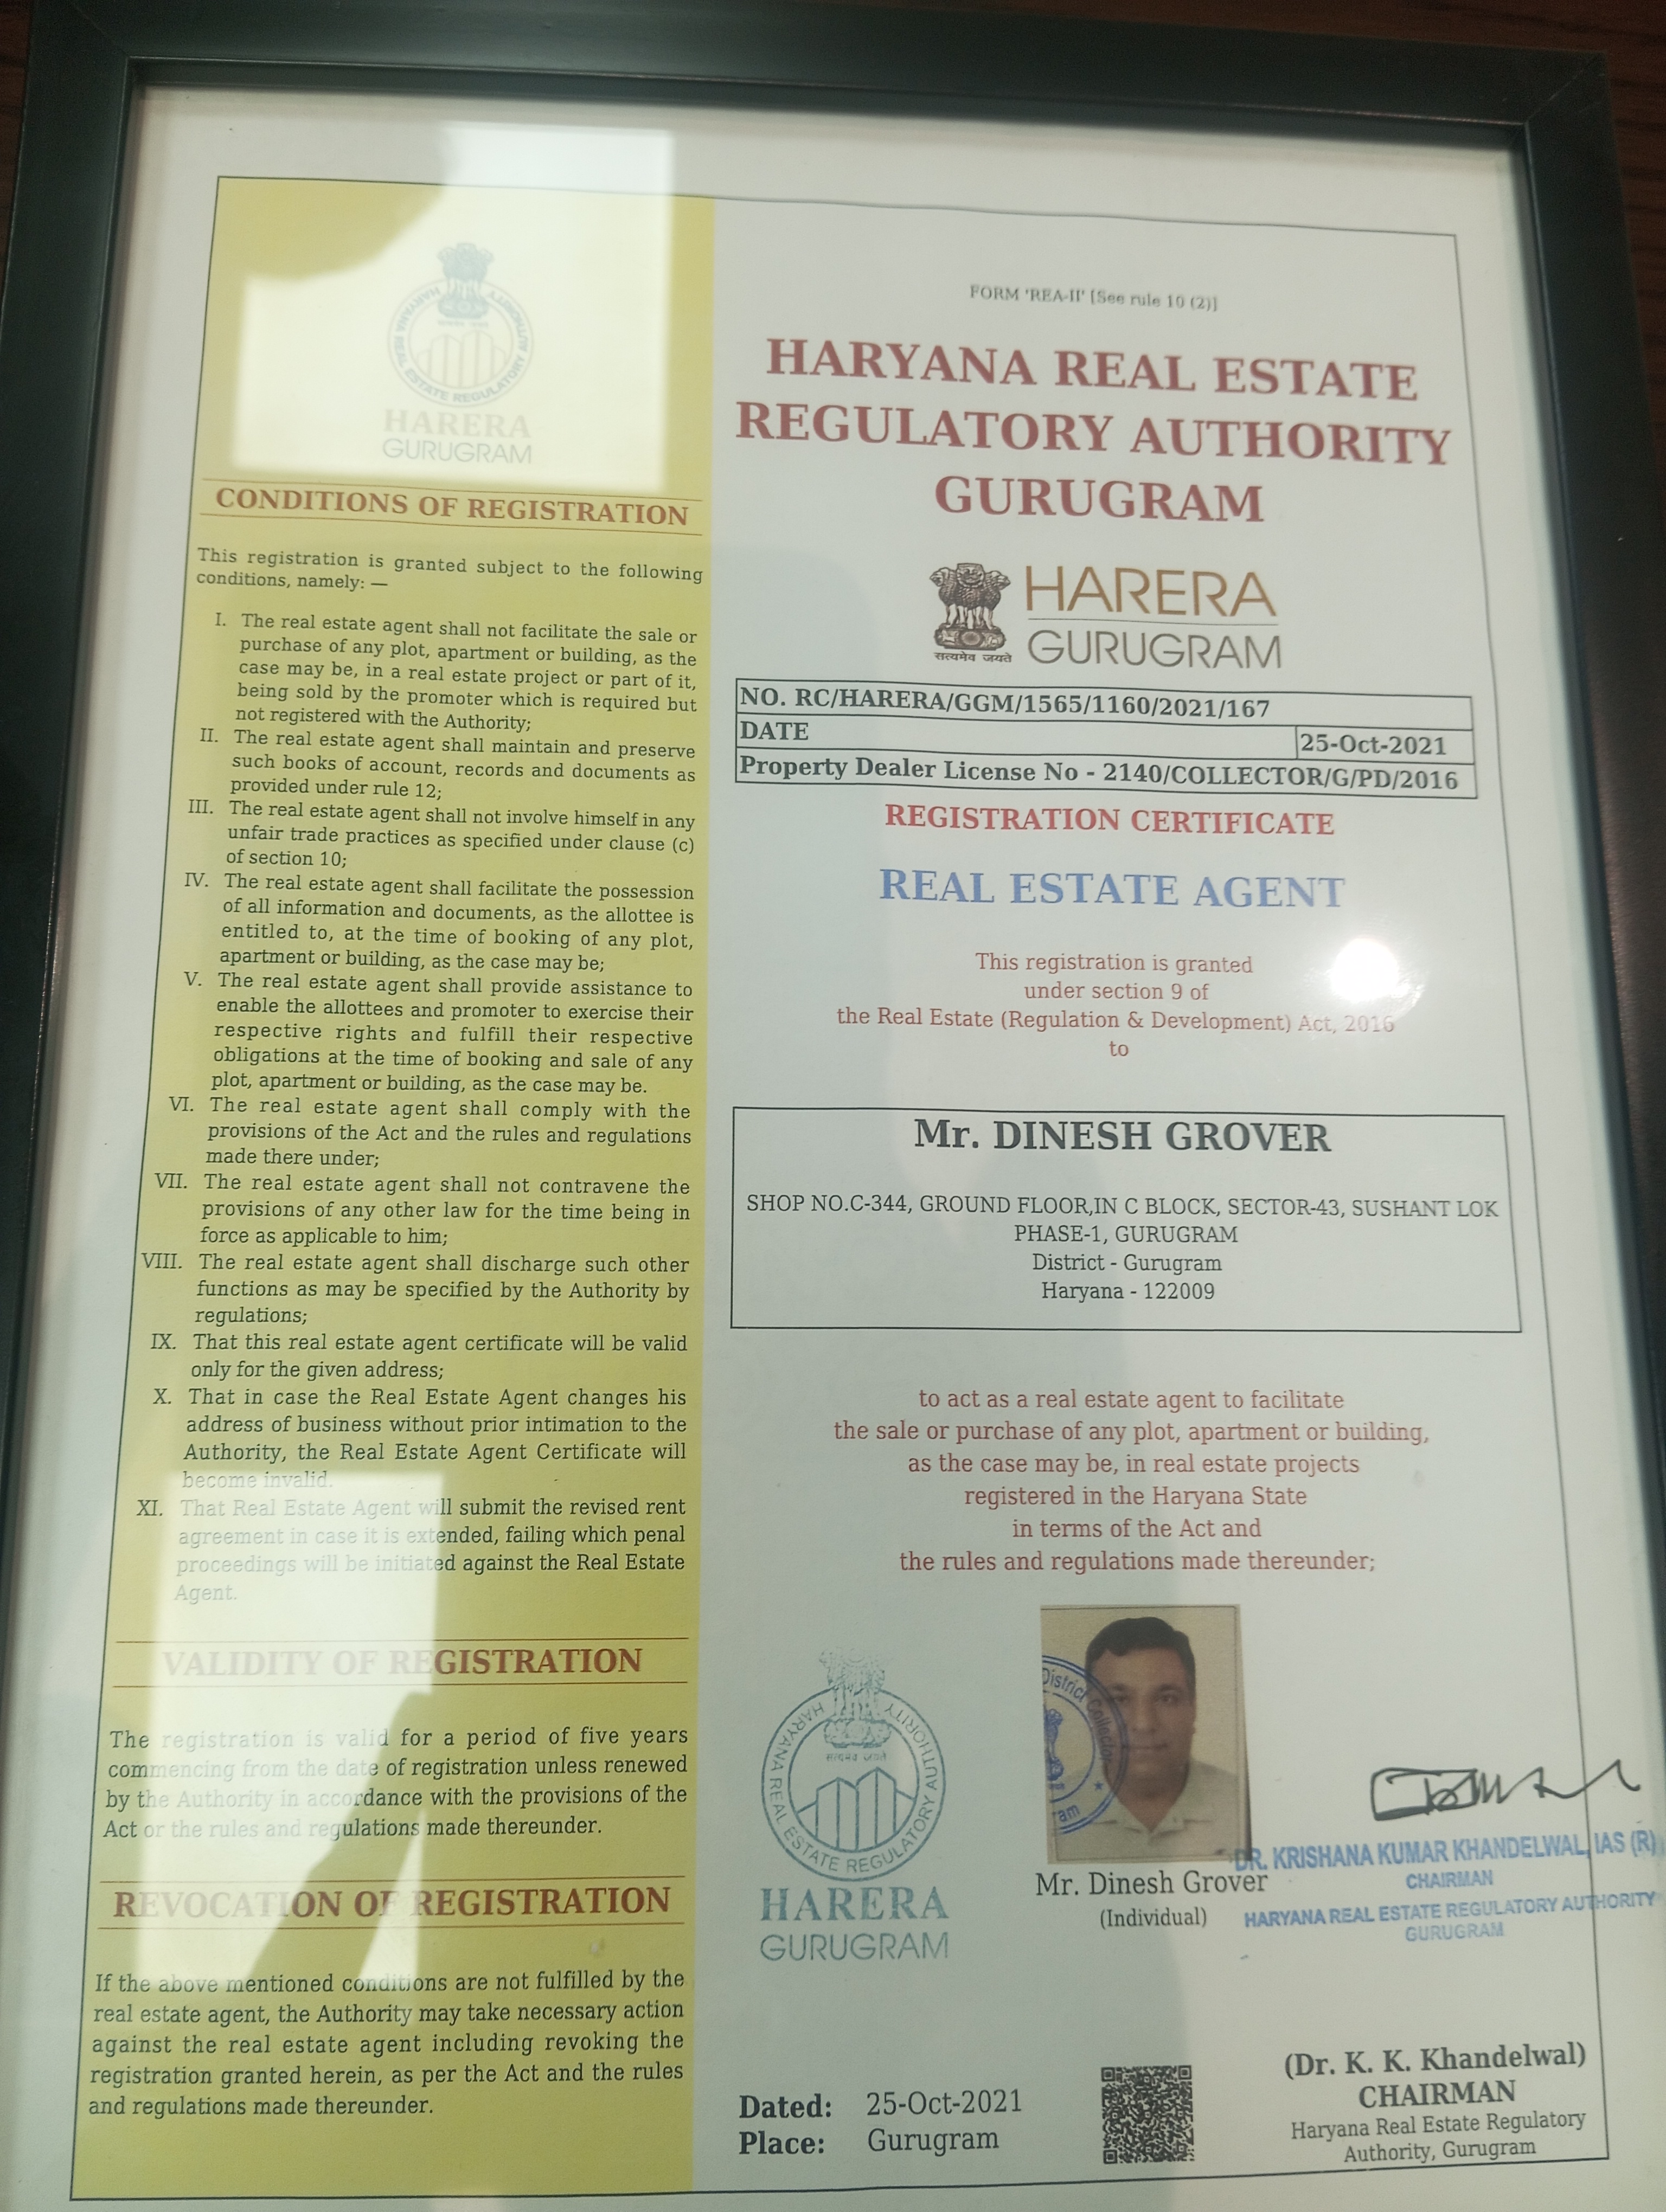 HARYANA REAL ESTATE REGULATORY AUTHORITY
सत्यमेव जयते
HARERA
GURUGRAM
CONDITIONS OF REGISTRATION
This registration is granted subject to the following
conditions, namely: —
I. The real estate agent shall not facilitate the sale or
purchase of any plot, apartment or building, as the
case may be, in a real estate project or part of it,
being sold by the promoter which is required but
not registered with the Authority;
II. The real estate agent shall maintain and preserve
such books of account, records and documents as
provided under rule 12;
III. The real estate agent shall not involve himself in any
unfair trade practices as specified under clause (c)
of section 10;
IV. The real estate agent shall facilitate the possession
of all information and documents, as the allottee is
entitled to, at the time of booking of any plot,
apartment or building, as the case may be;
V. The real estate agent shall provide assistance to
enable the allottees and promoter to exercise their
respective rights and fulfill their respective
obligations at the time of booking and sale of any
plot, apartment or building, as the case may be.
VI. The real estate agent shall comply with the
provisions of the Act and the rules and regulations
made there under;
VII. The real estate agent shall not contravene the
provisions of any other law for the time being in
force as applicable to him;
VIII. The real estate agent shall discharge such other
functions as may be specified by the Authority by
regulations;
IX. That this real estate agent certificate will be valid
only for the given address;
X. That in case the Real Estate Agent changes his
address of business without prior intimation to the
Authority, the Real Estate Agent Certificate will
become invalid.
XI. That Real Estate Agent will submit the revised rent
agreement in case it is extended, failing which penal
proceedings will be initiated against the Real Estate
Agent.
VALIDITY OF REGISTRATION
The registration is valid for a period of five years
commencing from the date of registration unless renewed
by the Authority in accordance with the provisions of the
Act or the rules and regulations made thereunder.
REVOCATION OF REGISTRATION
If the above mentioned conditions are not fulfilled by the
real estate agent, the Authority may take necessary action
against the real estate agent including revoking the
registration granted herein, as per the Act and the rules
and regulations made thereunder.
FORM 'REA-II' [See rule 10 (2)]
HARYANA REAL ESTATE
REGULATORY AUTHORITY
GURUGRAM
सत्यमेव जयते
HARERA
GURUGRAM
NO. RC/HARERA/GGM/1565/1160/2021/167
DATE 25-Oct-2021
Property Dealer License No - 2140/COLLECTOR/G/PD/2016
REGISTRATION CERTIFICATE
REAL ESTATE AGENT
This registration is granted
under section 9 of
the Real Estate (Regulation & Development) Act, 2016
to
Mr. DINESH GROVER
SHOP NO.C-344, GROUND FLOOR,IN C BLOCK, SECTOR-43, SUSHANT LOK
PHASE-1, GURUGRAM
District - Gurugram
Haryana - 122009
to act as a real estate agent to facilitate
the sale or purchase of any plot, apartment or building,
as the case may be, in real estate projects
registered in the Haryana State
in terms of the Act and
the rules and regulations made thereunder;
HARYANA REAL ESTATE REGULATORY AUTHORITY
सत्यमेव जयते
HARERA
GURUGRAM
District Collector
Mr. Dinesh Grover
(Individual)
DR. KRISHANA KUMAR KHANDELWAL, IAS (R)
CHAIRMAN
HARYANA REAL ESTATE REGULATORY AUTHORITY
GURUGRAM
Dated: 25-Oct-2021
Place: Gurugram
(Dr. K. K. Khandelwal)
CHAIRMAN
Haryana Real Estate Regulatory
Authority, Gurugram